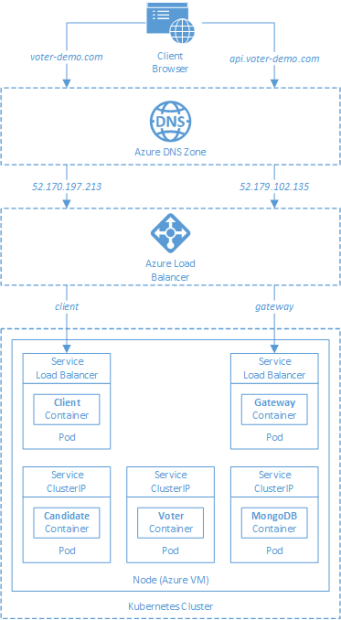 Client
Browser
voter-demo.com
api.voter-demo.com
DNS
Azure DNS Zone
52.170.197.213
52.179.102.135
Azure Load
Balancer
client
gateway
Service
Load Balancer
Client
Container
Pod
Service
Load Balancer
Gateway
Container
Pod
Service
ClusterIP
Candidate
Container
Pod
Service
ClusterIP
Voter
Container
Pod
Service
ClusterIP
MongoDB
Container
Pod
Node (Azure VM)
Kubernetes Cluster